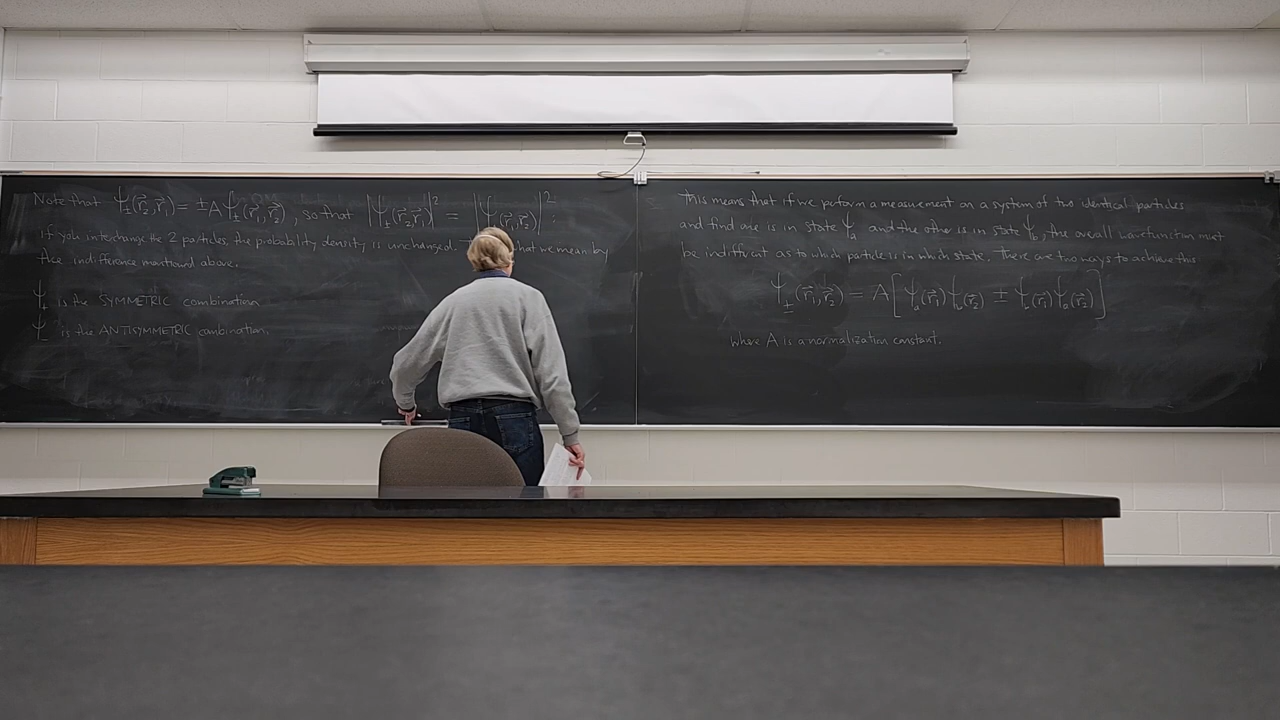 Note that ψ±(r⃗₂,r⃗₁) = ±Aψ±(r⃗₁,r⃗₂), so that |ψ±(r⃗₂,r⃗₁)|² = |ψ(r⃗₁,r⃗₂)|² :
If you interchange the 2 particles, the probability density is unchanged. what we mean by
the indifference mentioned above.
ψ₊ is the SYMMETRIC combination
ψ₋ is the ANTISYMMETRIC combination.
This means that if we perform a measurement on a system of two identical particles
and find one is in state ψa and the other is in state ψb, the overall wavefunction must
be indifferent as to which particle is in which state. There are two ways to achieve this
ψ±(r⃗₁,r⃗₂) = A[ψa(r⃗₁)ψb(r⃗₂) ± ψb(r⃗₁)ψa(r⃗₂)]
where A is a normalization constant.